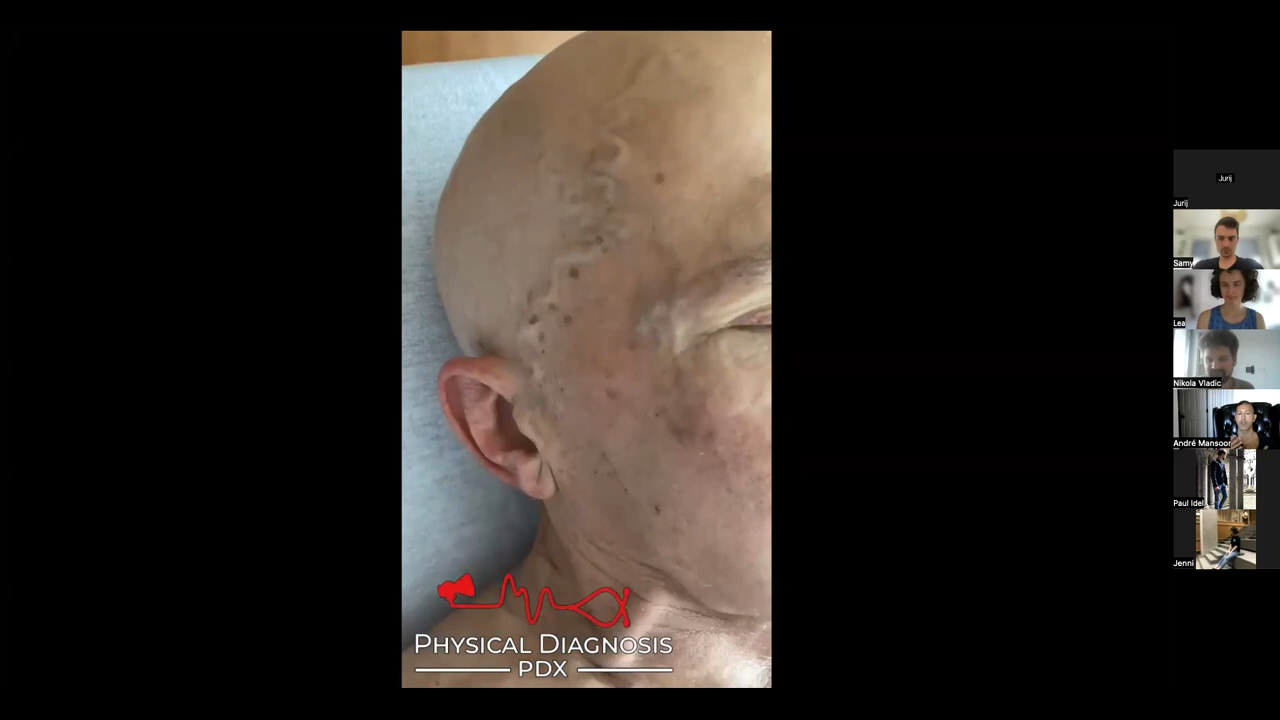 PHYSICAL DIAGNOSIS
PDX
Jurij
Jurij
Samy
Lea
Nikola Vladic
André Mansoor
Paul Idel
Jenni